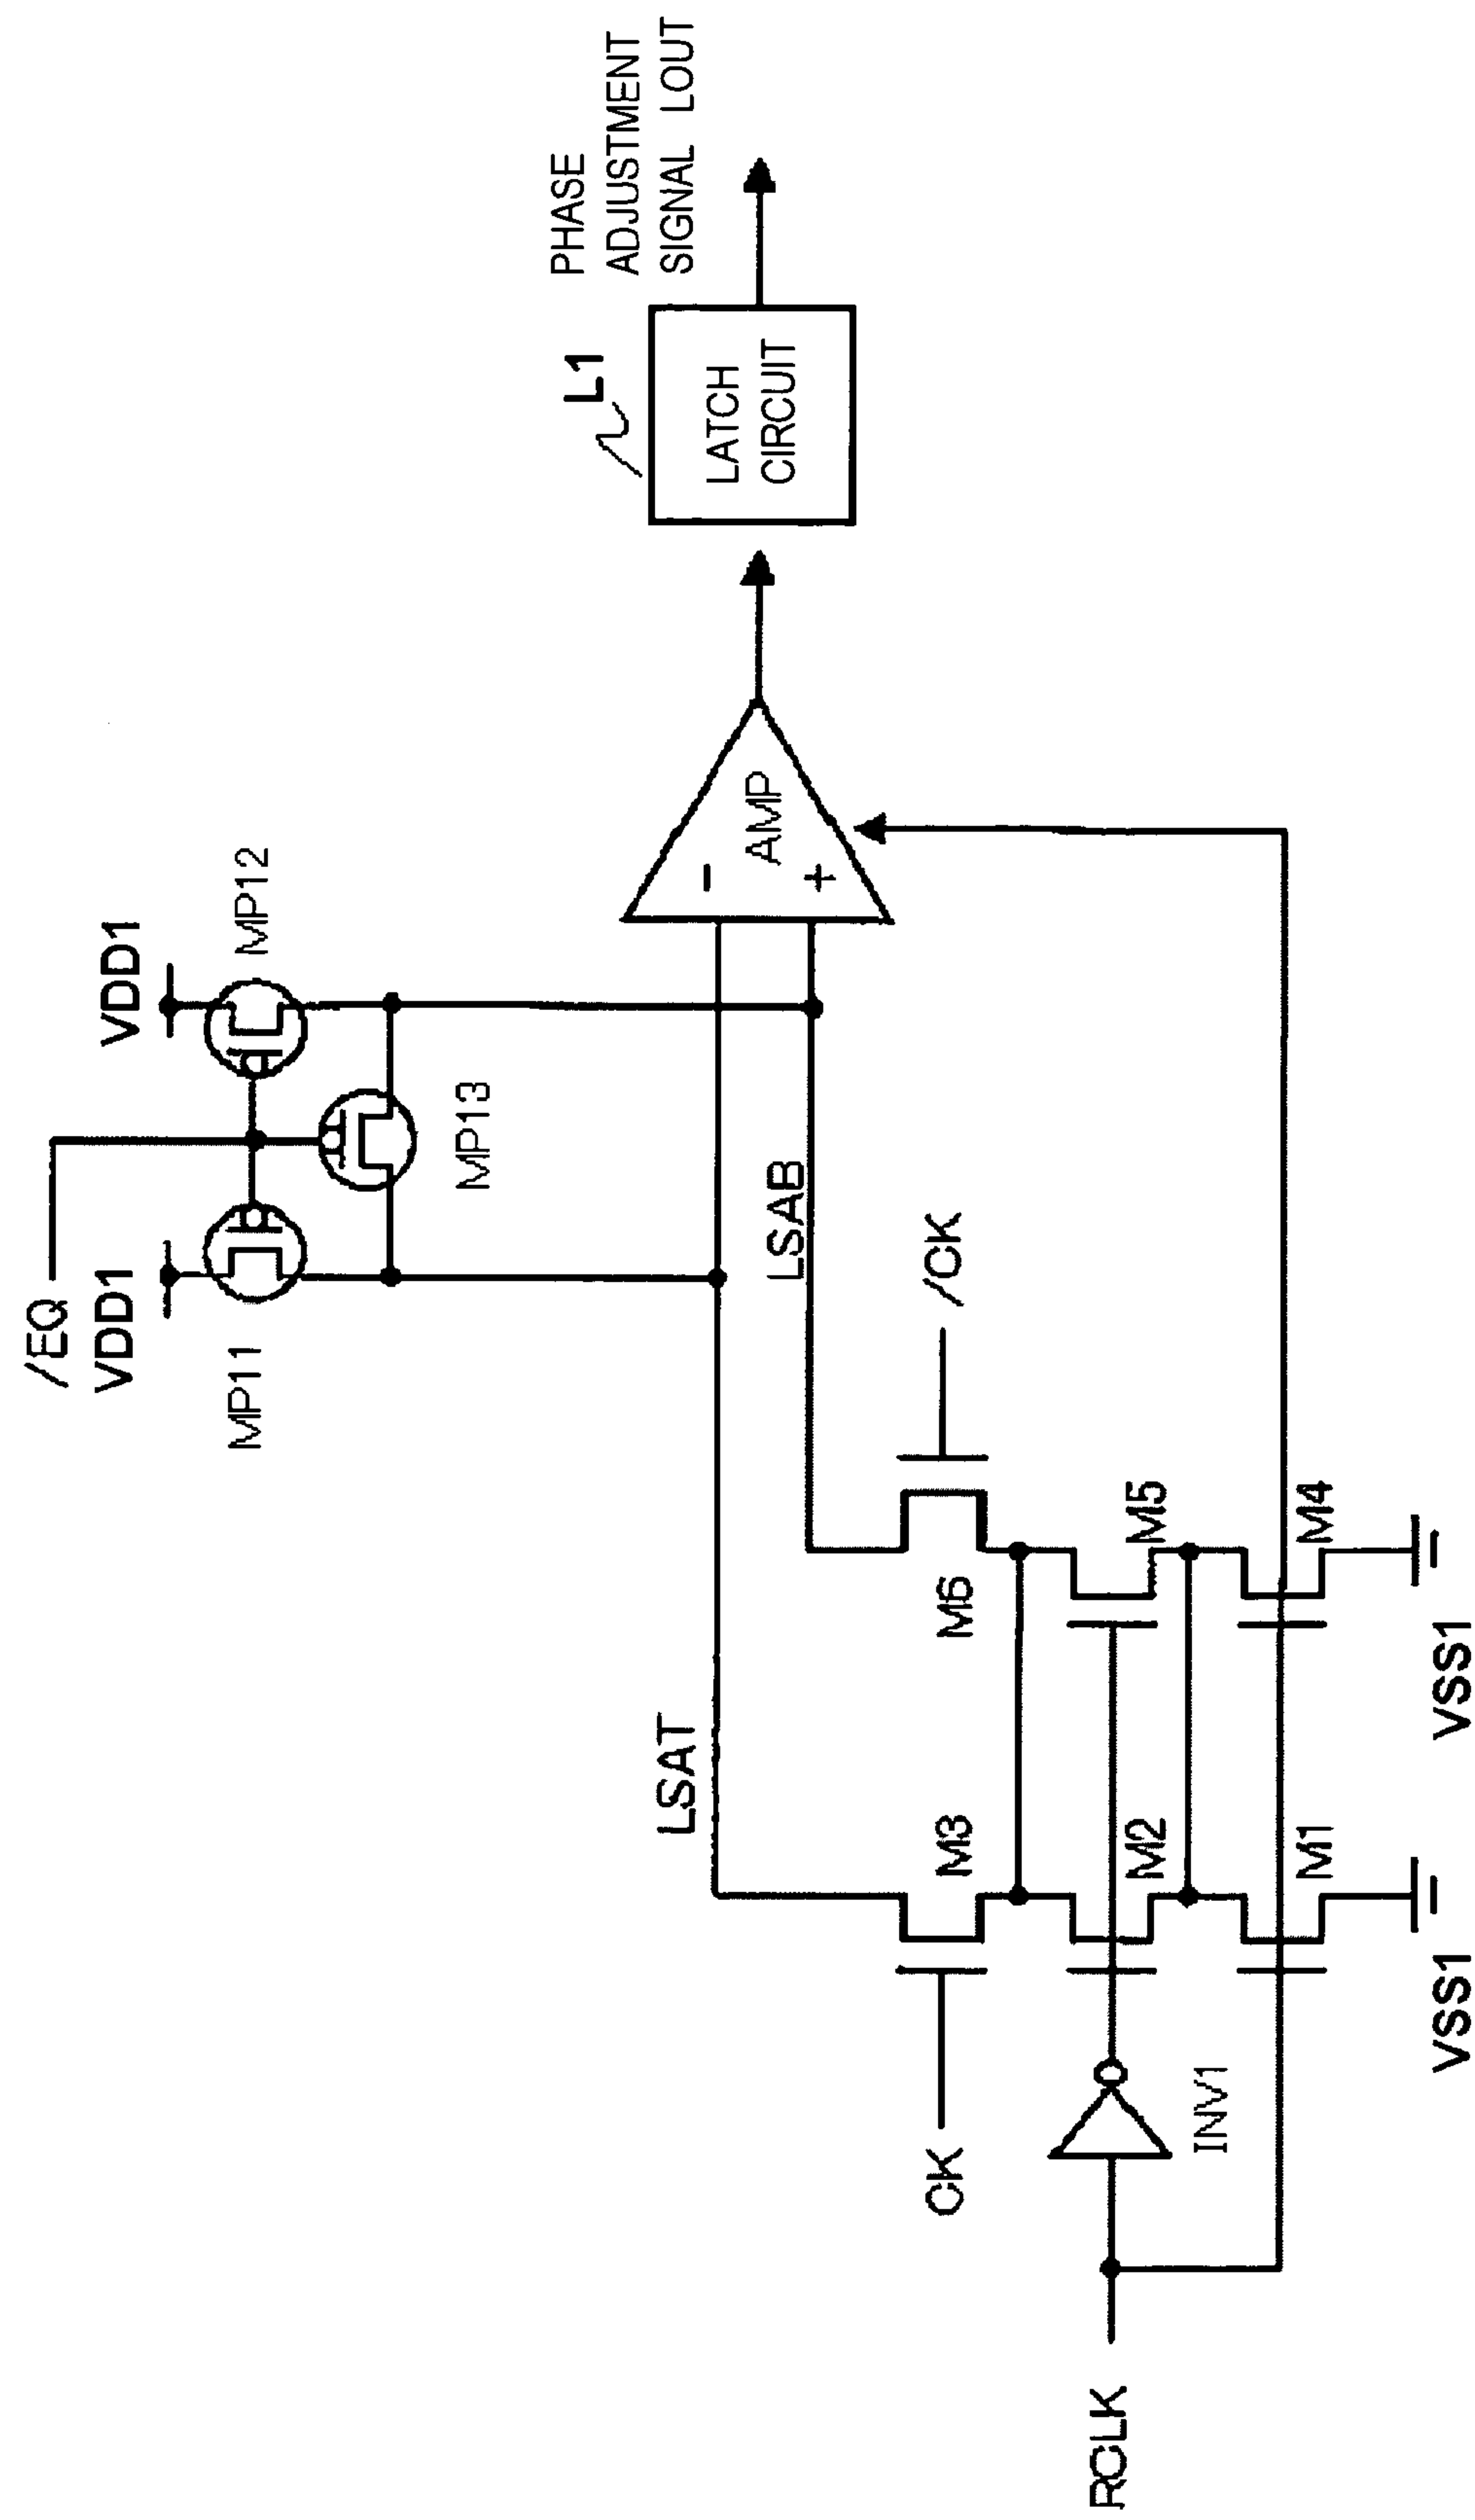 /EQ
VDD1
VDD1
MP11
MP12
MP13
LSAT
LSAB
AMP
-
+
L1
LATCH
CIRCUIT
PHASE
ADJUSTMENT
SIGNAL LOUT
CK
/CK
M3
M6
M2
M5
M1
M4
RCLK
INV1
VSS1
VSS1